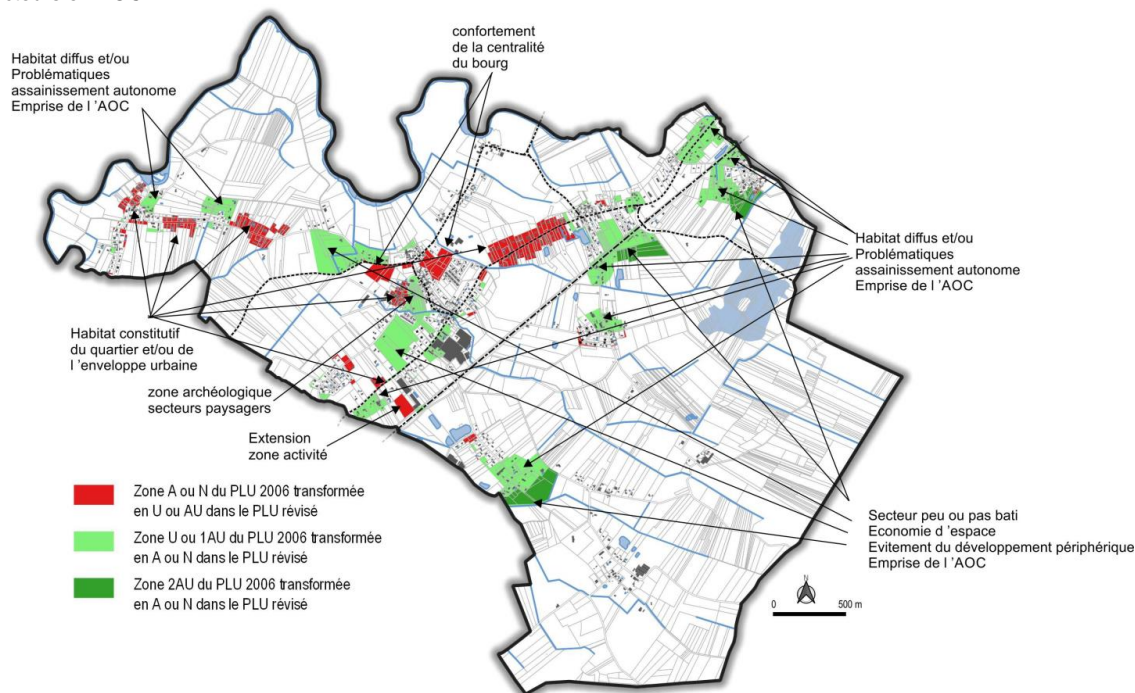 Habitat diffus et/ou
Problématiques
assainissement autonome
Emprise de l 'AOC
confortement
de la centralité
du bourg
Habitat diffus et/ou
Problématiques
assainissement autonome
Emprise de l 'AOC
Habitat constitutif
du quartier et/ou de
l 'enveloppe urbaine
zone archéologique
secteurs paysagers
Extension
zone activité
Zone A ou N du PLU 2006 transformée
en U ou AU dans le PLU révisé
Zone U ou 1AU du PLU 2006 transformée
en A ou N dans le PLU révisé
Zone 2AU du PLU 2006 transformée
en A ou N dans le PLU révisé
Secteur peu ou pas bati
Economie d 'espace
Evitement du développement périphérique
Emprise de l 'AOC
N
0 500 m